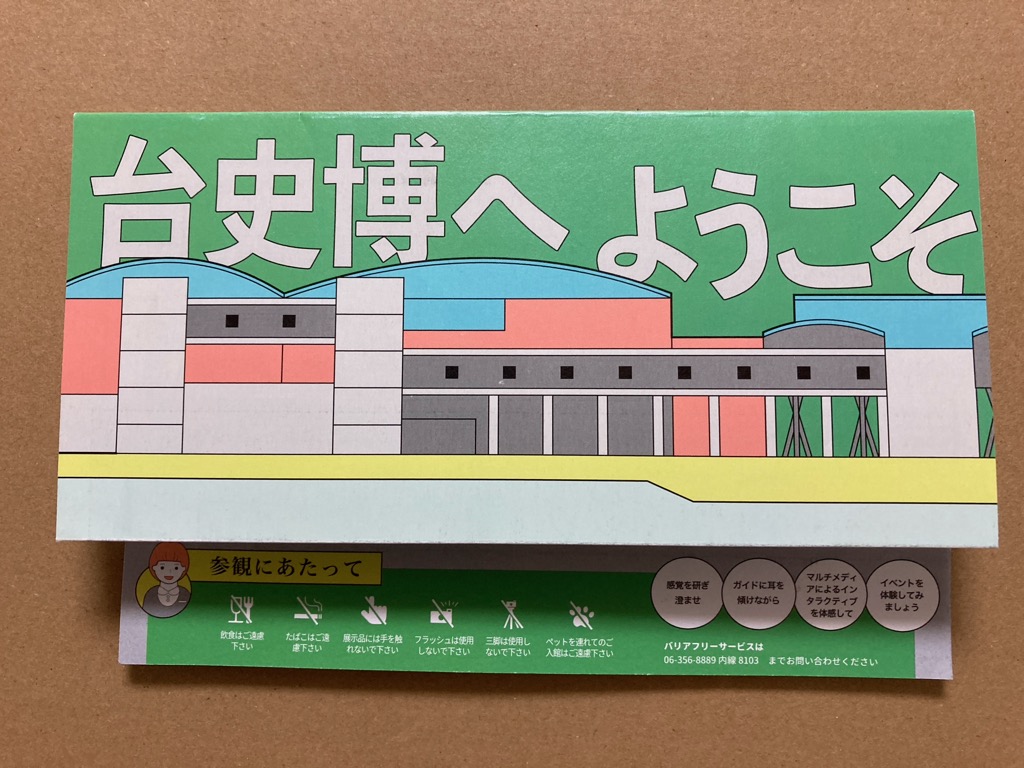 台史博へようこそ
参観にあたって
飲食はご遠慮
下さい
たばこはご遠
慮下さい
展示品には手を触
れないで下さい
フラッシュは使用
しないで下さい
三脚は使用し
ないで下さい
ペットを連れてのご
入館はご遠慮下さい
感覚を研ぎ
澄ませ
ガイドに耳を
傾けながら
マルチメディ
アによるイン
タラクティブ
を体感して
イベントを
体験してみ
ましょう
バリアフリーサービスは
06-356-8889 内線 8103 までお問い合わせください